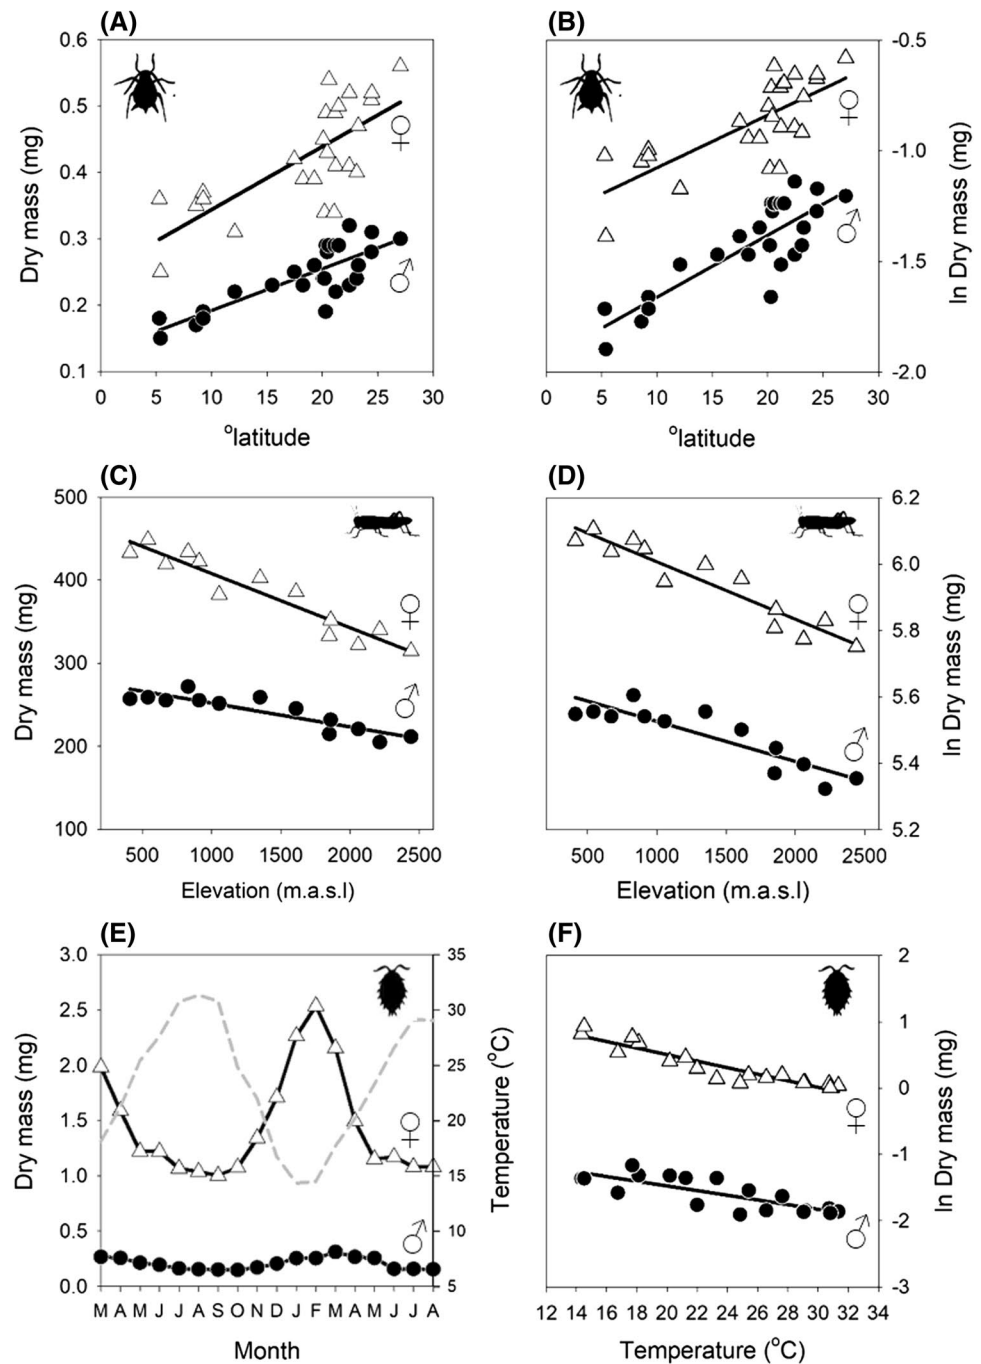 (A)
0.6
0.5
0.4
0.3
0.2
0.1
Dry mass (mg)
0 5 10 15 20 25 30
°latitude
♀
♂
(B)
-0.5
-1.0
-1.5
-2.0
ln Dry mass (mg)
0 5 10 15 20 25 30
°latitude
♀
♂
(C)
500
400
300
200
100
Dry mass (mg)
500 1000 1500 2000 2500
Elevation (m.a.s.l)
♀
♂
(D)
6.2
6.0
5.8
5.6
5.4
5.2
ln Dry mass (mg)
500 1000 1500 2000 2500
Elevation (m.a.s.l)
♀
♂
(E)
3.0
2.5
2.0
1.5
1.0
0.5
0.0
Dry mass (mg)
35
30
25
20
15
10
5
Temperature (°C)
M A M J J A S O N D J F M A M J J A
Month
♀
♂
(F)
2
1
0
-1
-2
-3
ln Dry mass (mg)
12 14 16 18 20 22 24 26 28 30 32 34
Temperature (°C)
♀
♂